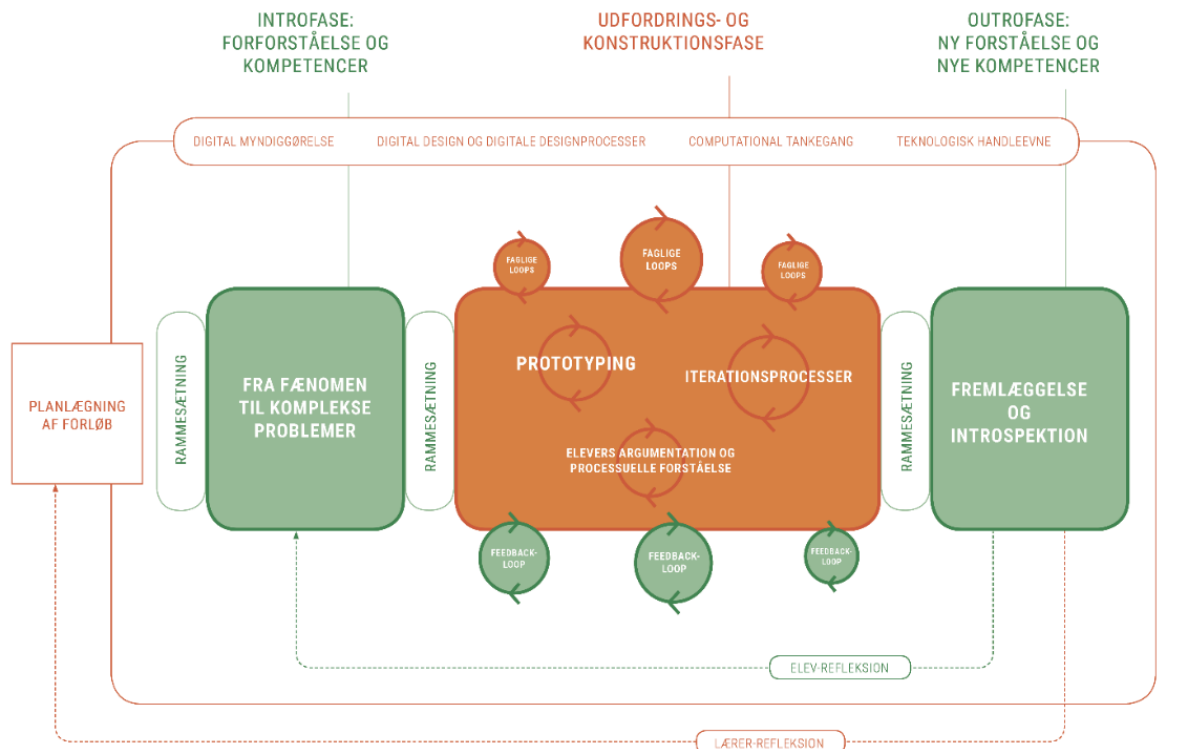 INTROFASE:
FORFORSTÅELSE OG
KOMPETENCER
UDFORDRINGS- OG
KONSTRUKTIONSFASE
OUTROFASE:
NY FORSTÅELSE OG
NYE KOMPETENCER
DIGITAL MYNDIGGØRELSE
DIGITAL DESIGN OG DIGITALE DESIGNPROCESSER
COMPUTATIONAL TANKEGANG
TEKNOLOGISK HANDLEEVNE
PLANLÆGNING
AF FORLØB
RAMMESÆTNING
FRA FÆNOMEN
TIL KOMPLEKSE
PROBLEMER
RAMMESÆTNING
FAGLIGE
LOOPS
FAGLIGE
LOOPS
FAGLIGE
LOOPS
PROTOTYPING
ITERATIONSPROCESSER
ELEVERS ARGUMENTATION OG
PROCESSUELLE FORSTÅELSE
FEEDBACK-
LOOP
FEEDBACK-
LOOP
FEEDBACK-
LOOP
RAMMESÆTNING
FREMLÆGGELSE
OG
INTROSPEKTION
ELEV-REFLEKSION
LÆRER-REFLEKSION